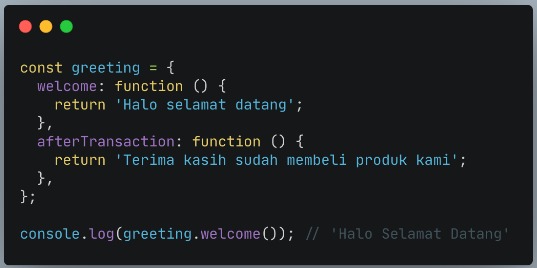 const greeting = {
  welcome: function () {
    return 'Halo selamat datang';
  },
  afterTransaction: function () {
    return 'Terima kasih sudah membeli produk kami';
  },
};
console.log(greeting.welcome()); // 'Halo Selamat Datang'